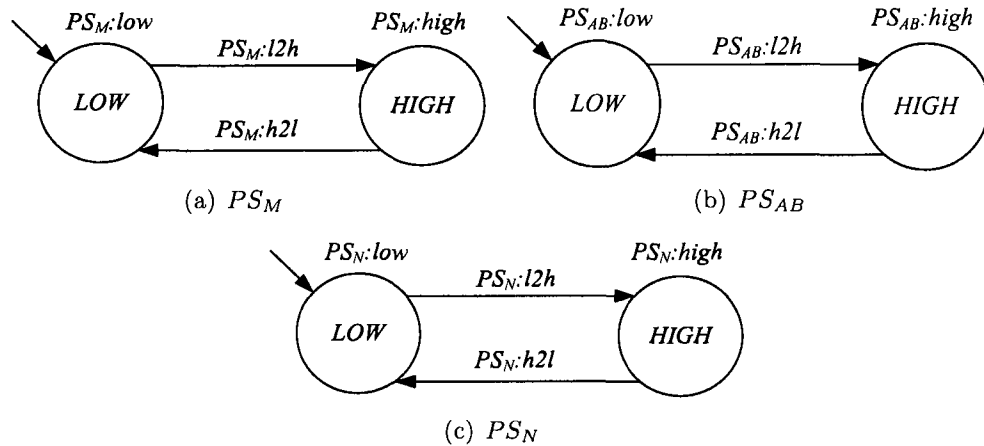 PS_M:low PS_M:high PS_AB:low PS_AB:high
PS_M:l2h PS_AB:l2h
LOW HIGH LOW HIGH
PS_M:h2l PS_AB:h2l
(a) PS_M (b) PS_AB
PS_N:low PS_N:high
PS_N:l2h
LOW HIGH
PS_N:h2l
(c) PS_N